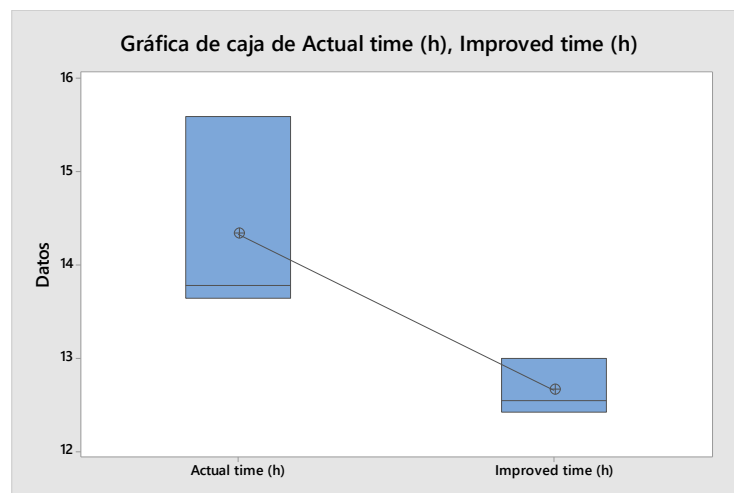 Gráfica de caja de Actual time (h), Improved time (h)
16
15
14
13
12
Datos
Actual time (h)
Improved time (h)